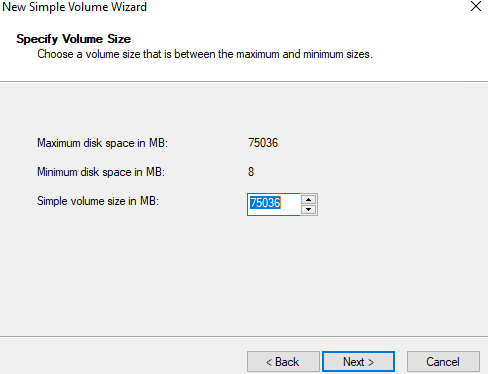 New Simple Volume Wizard
Specify Volume Size
Choose a volume size that is between the maximum and minimum sizes.
Maximum disk space in MB: 75036
Minimum disk space in MB: 8
Simple volume size in MB: 75036
< Back Next > Cancel